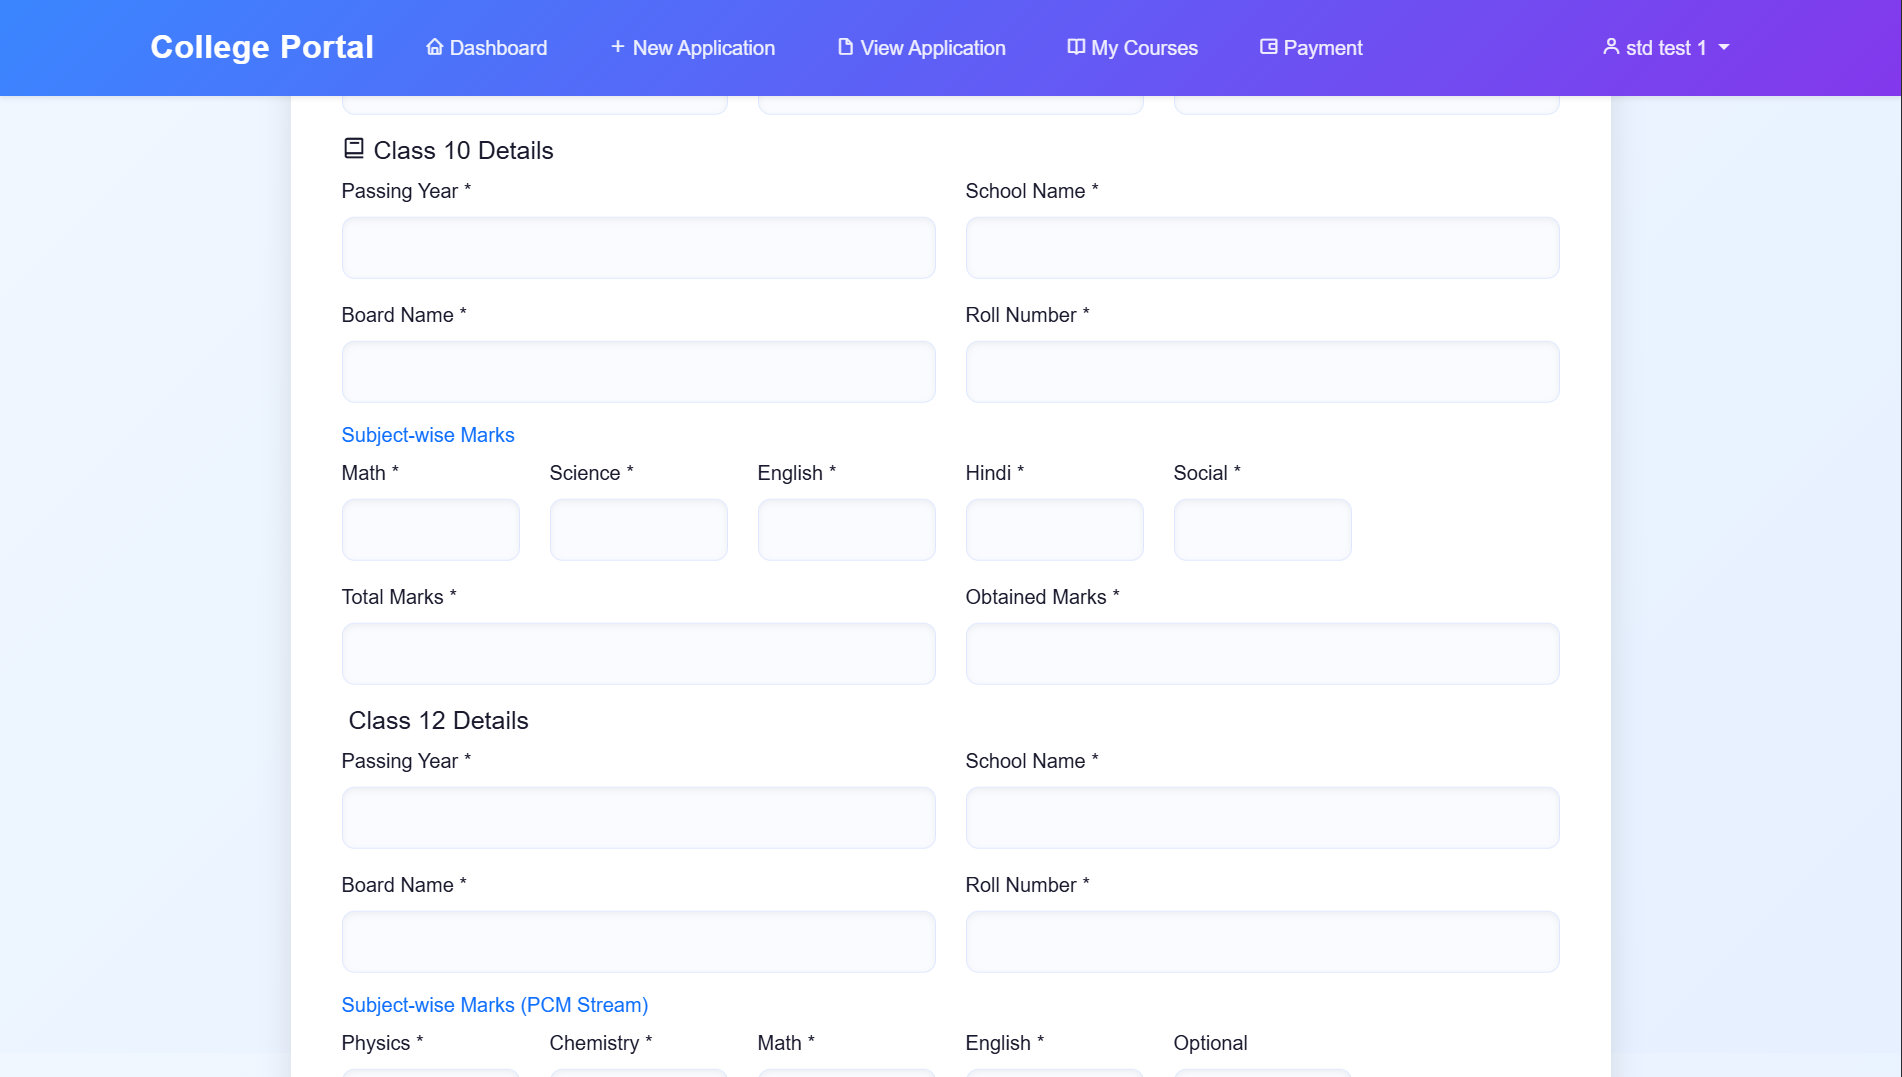 College Portal Dashboard New Application View Application My Courses Payment std test 1
Class 10 Details
Passing Year * School Name *
Board Name * Roll Number *
Subject-wise Marks
Math * Science * English * Hindi * Social *
Total Marks * Obtained Marks *
Class 12 Details
Passing Year * School Name *
Board Name * Roll Number *
Subject-wise Marks (PCM Stream)
Physics * Chemistry * Math * English * Optional